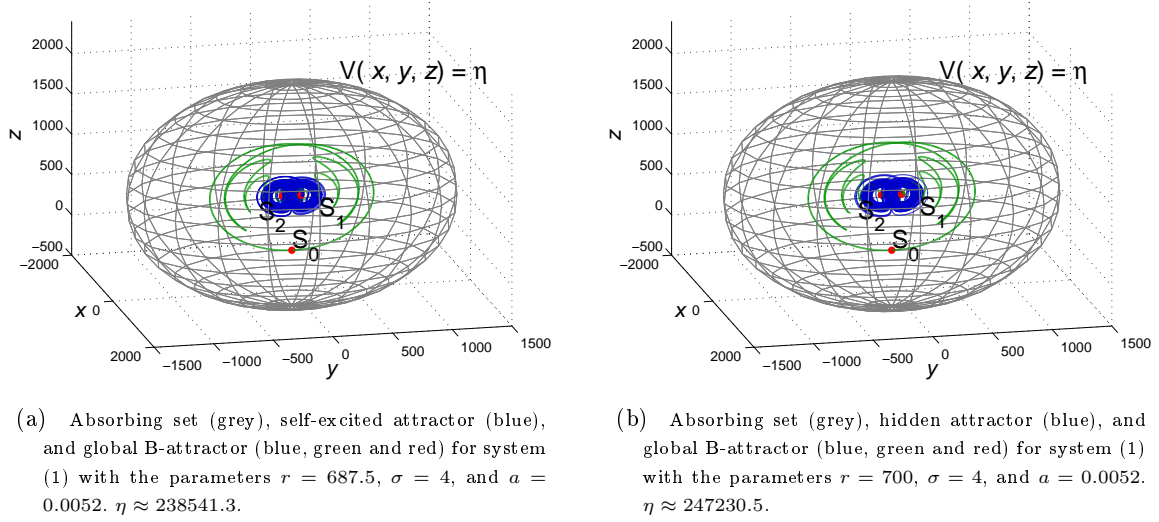 V( x, y, z) = η
2000
1500
1000
500
0
−500
z
−2000
x 0
2000
−1500
−1000
−500
0
500
1000
1500
y
S2
S1
S0
(a) Absorbing set (grey), self-excited attractor (blue),
and global B-attractor (blue, green and red) for system
(1) with the parameters r = 687.5, σ = 4, and a =
0.0052. η ≈ 238541.3.
V( x, y, z) = η
2000
1500
1000
500
0
−500
z
−2000
x 0
2000
−1500
−1000
−500
0
500
1000
1500
y
S2
S1
S0
(b) Absorbing set (grey), hidden attractor (blue), and
global B-attractor (blue, green and red) for system (1)
with the parameters r = 700, σ = 4, and a = 0.0052.
η ≈ 247230.5.